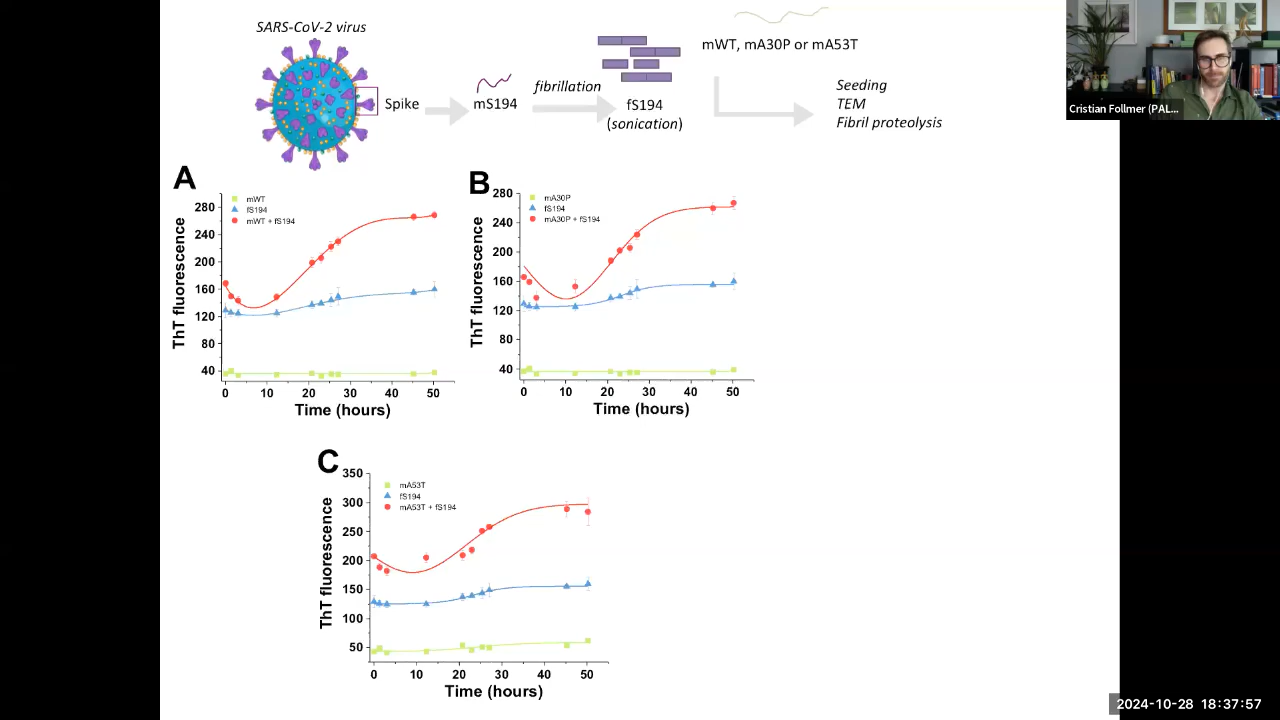 SARS-CoV-2 virus
Spike
mS194
fibrillation
fS194
(sonication)
mWT, mA30P or mA53T
Seeding
TEM
Fibril proteolysis
Cristian Follmer (PAL...
A
mWT
fS194
mWT + fS194
280
240
200
160
120
80
40
ThT fluorescence
0
10
20
30
40
50
Time (hours)
B
mA30P
fS194
mA30P + fS194
280
240
200
160
120
80
40
ThT fluorescence
0
10
20
30
40
50
Time (hours)
C
mA53T
fS194
mA53T + fS194
350
300
250
200
150
100
50
ThT fluorescence
0
10
20
30
40
50
Time (hours)
2024-10-28 18:37:57